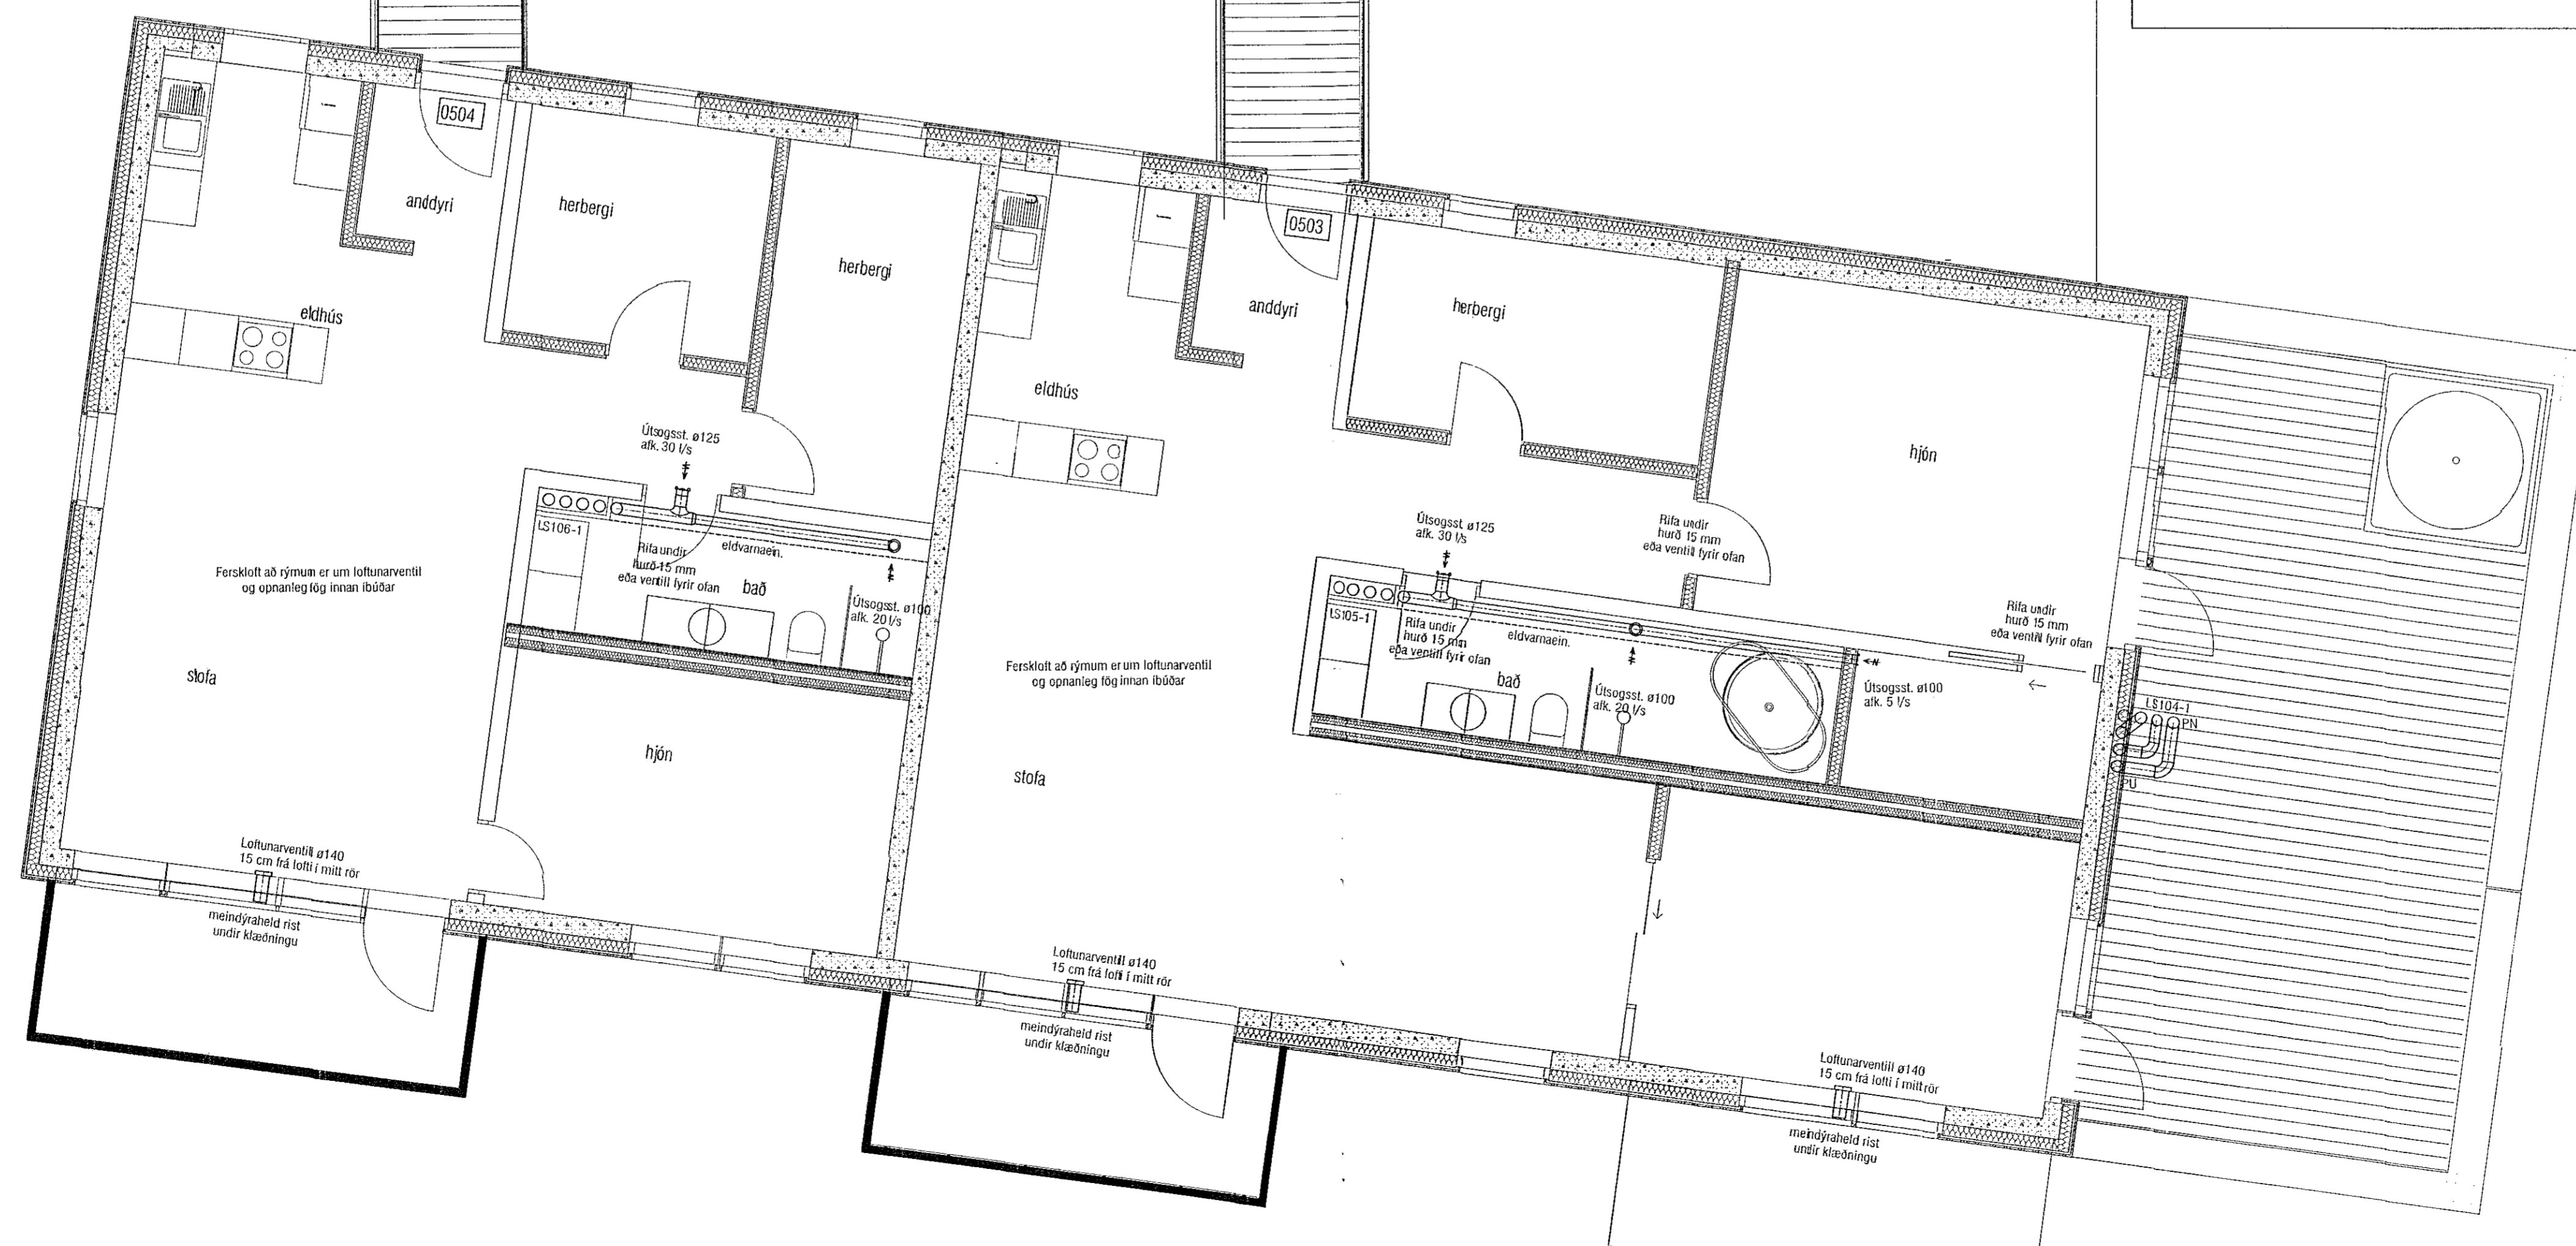 0504
anddyri
herbergi
herbergi
eldhús
Útsogsst. ø125
afk. 30 l/s
LS106-1
Rifa undir
hurð 15 mm
eða ventill fyrir ofan
eldvarnaein.
bað
Útsogsst. ø100
afk. 20 l/s
Ferskloft að rýmum er um loftunarventil
og opnanleg fög innan íbúðar
stofa
hjón
Loftunarventill ø140
15 cm frá lofti í mitt rör
meindýraheld rist
undir klæðningu
0503
anddyri
herbergi
eldhús
hjón
Útsogsst. ø125
afk. 30 l/s
Rifa undir
hurð 15 mm
eða ventill fyrir ofan
LS105-1
Rifa undir
hurð 15 mm
eða ventill fyrir ofan
eldvarnaein.
bað
Útsogsst. ø100
afk. 20 l/s
Rifa undir
hurð 15 mm
eða ventill fyrir ofan
Útsogsst. ø100
afk. 5 l/s
LS104-1
PN
PU
Ferskloft að rýmum er um loftunarventil
og opnanleg fög innan íbúðar
stofa
Loftunarventill ø140
15 cm frá lofti í mitt rör
meindýraheld rist
undir klæðningu
Loftunarventill ø140
15 cm frá lofti í mitt rör
meindýraheld rist
undir klæðningu